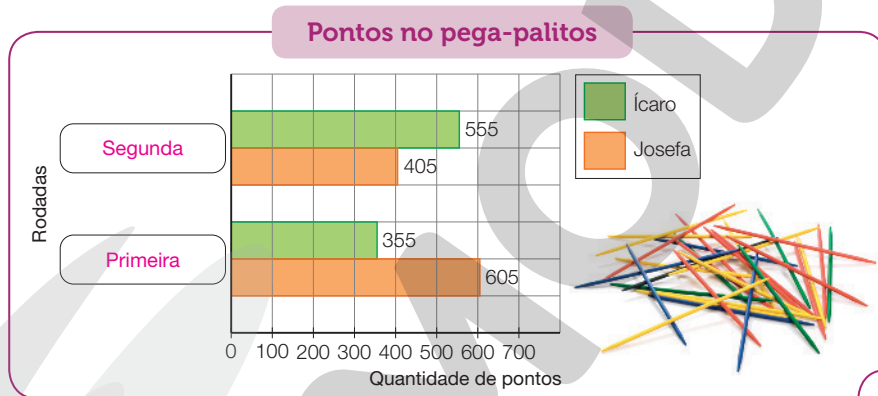 Pontos no pega-palitos
Rodadas
Segunda
555
405
Primeira
355
605
0 100 200 300 400 500 600 700
Quantidade de pontos
Ícaro
Josefa